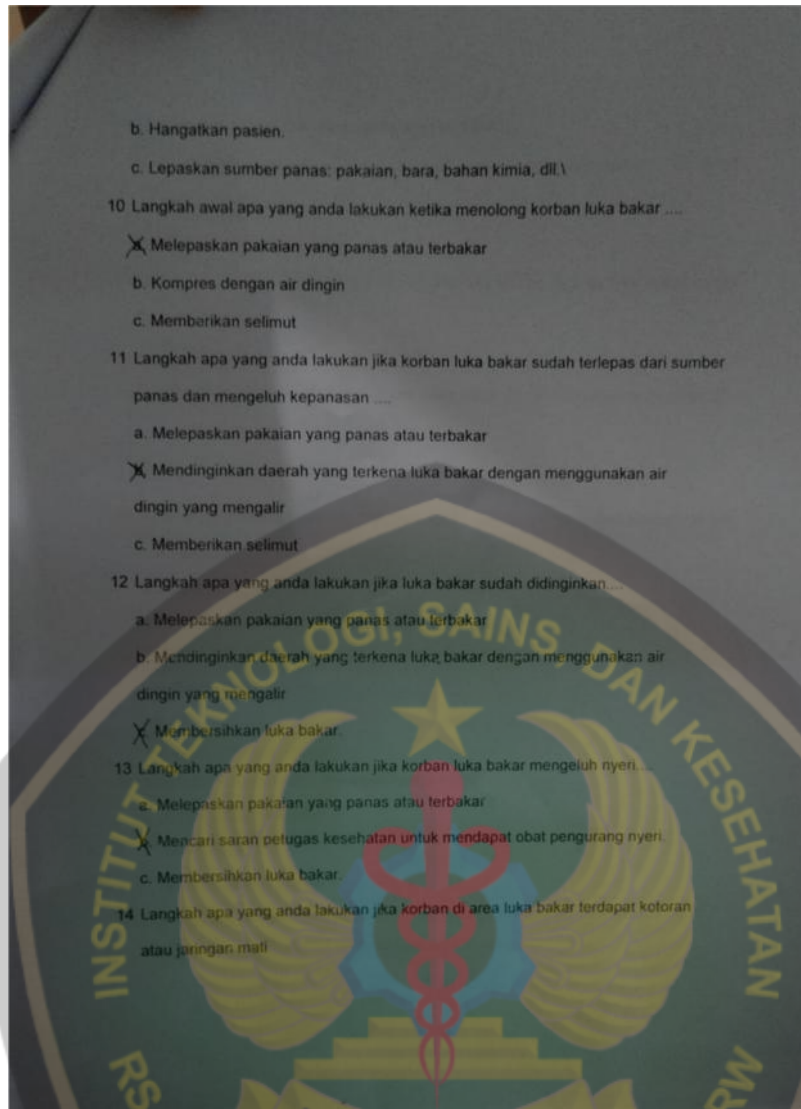 b. Hangatkan pasien.
c. Lepaskan sumber panas: pakaian, bara, bahan kimia, dll.\
10 Langkah awal apa yang anda lakukan ketika menolong korban luka bakar ....
a. Melepaskan pakaian yang panas atau terbakar
b. Kompres dengan air dingin
c. Memberikan selimut
11 Langkah apa yang anda lakukan jika korban luka bakar sudah terlepas dari sumber
panas dan mengeluh kepanasan ....
a. Melepaskan pakaian yang panas atau terbakar
b. Mendinginkan daerah yang terkena luka bakar dengan menggunakan air
dingin yang mengalir
c. Memberikan selimut
12 Langkah apa yang anda lakukan jika luka bakar sudah didinginkan....
a. Melepaskan pakaian yang panas atau terbakar
b. Mendinginkan daerah yang terkena luka bakar dengan menggunakan air
dingin yang mengalir
c. Membersihkan luka bakar.
13 Langkah apa yang anda lakukan jika korban luka bakar mengeluh nyeri....
a. Melepaskan pakaian yang panas atau terbakar
b. Mencari saran petugas kesehatan untuk mendapat obat pengurang nyeri.
c. Membersihkan luka bakar.
14 Langkah apa yang anda lakukan jika korban di area luka bakar terdapat kotoran
atau jaringan mati
INSTITUT TEKNOLOGI, SAINS, DAN KESEHATAN
RS
RW